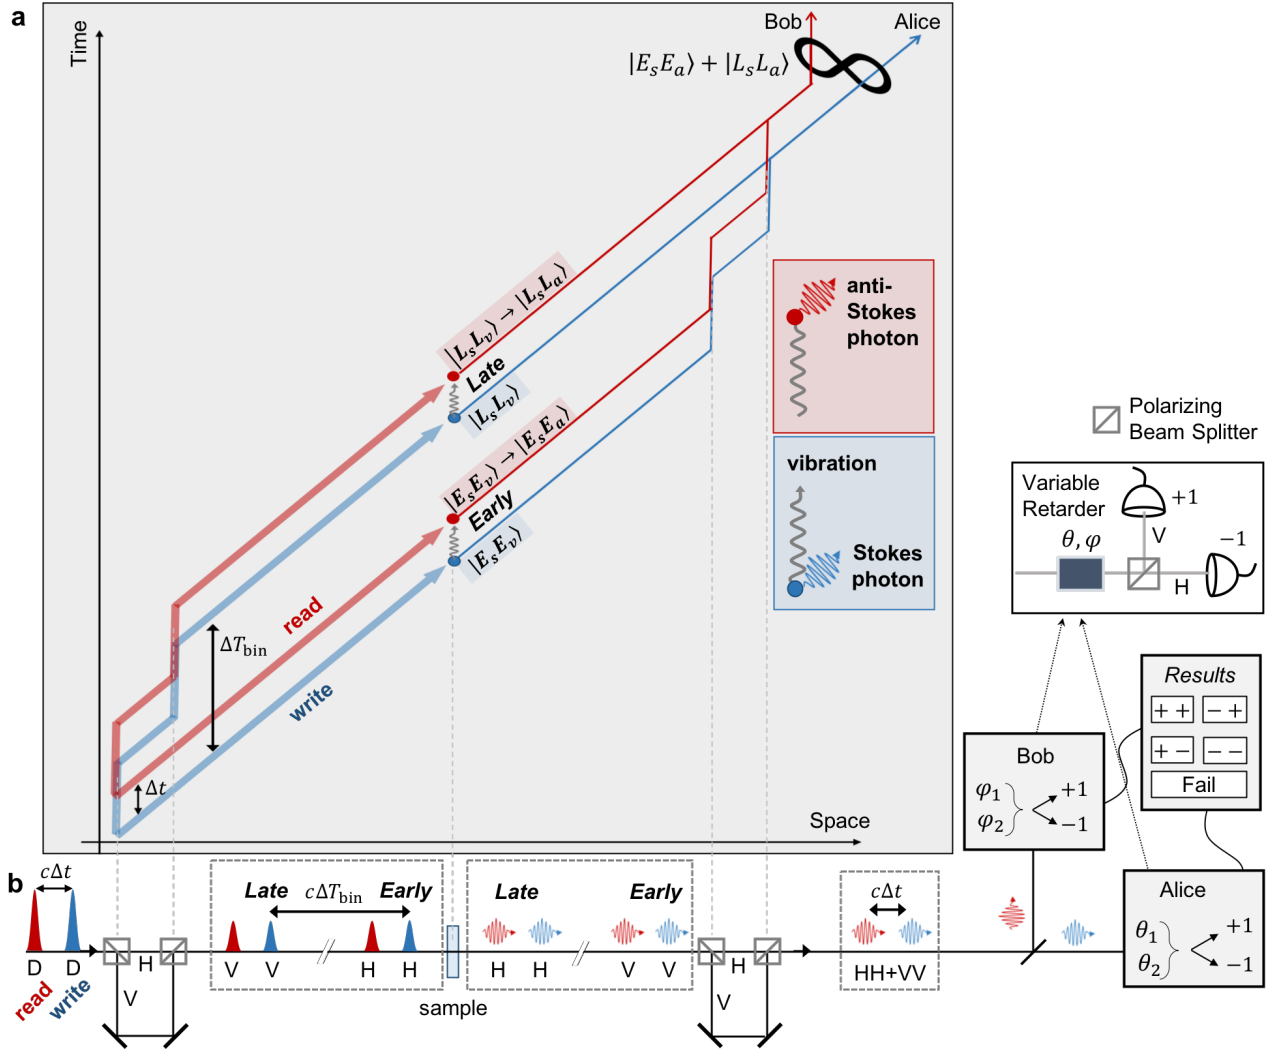 a
Time
Bob
Alice
|E_sE_a⟩ + |L_sL_a⟩
|L_sL_v⟩ → |L_sL_a⟩
Late
|L_sL_v⟩
|E_sE_v⟩ → |E_sE_a⟩
Early
|E_sE_v⟩
anti-
Stokes
photon
vibration
Stokes
photon
read
write
ΔT_bin
Δt
Space
Polarizing
Beam Splitter
Variable
Retarder
θ, φ
+1
V
−1
H
Results
+ +
− +
+ −
− −
Fail
Bob
φ₁
φ₂
+1
−1
Alice
θ₁
θ₂
+1
−1
b
cΔt
D
D
read
write
H
V
Late
cΔT_bin
Early
V
V
H
H
sample
Late
Early
H
H
V
V
H
V
cΔt
HH+VV